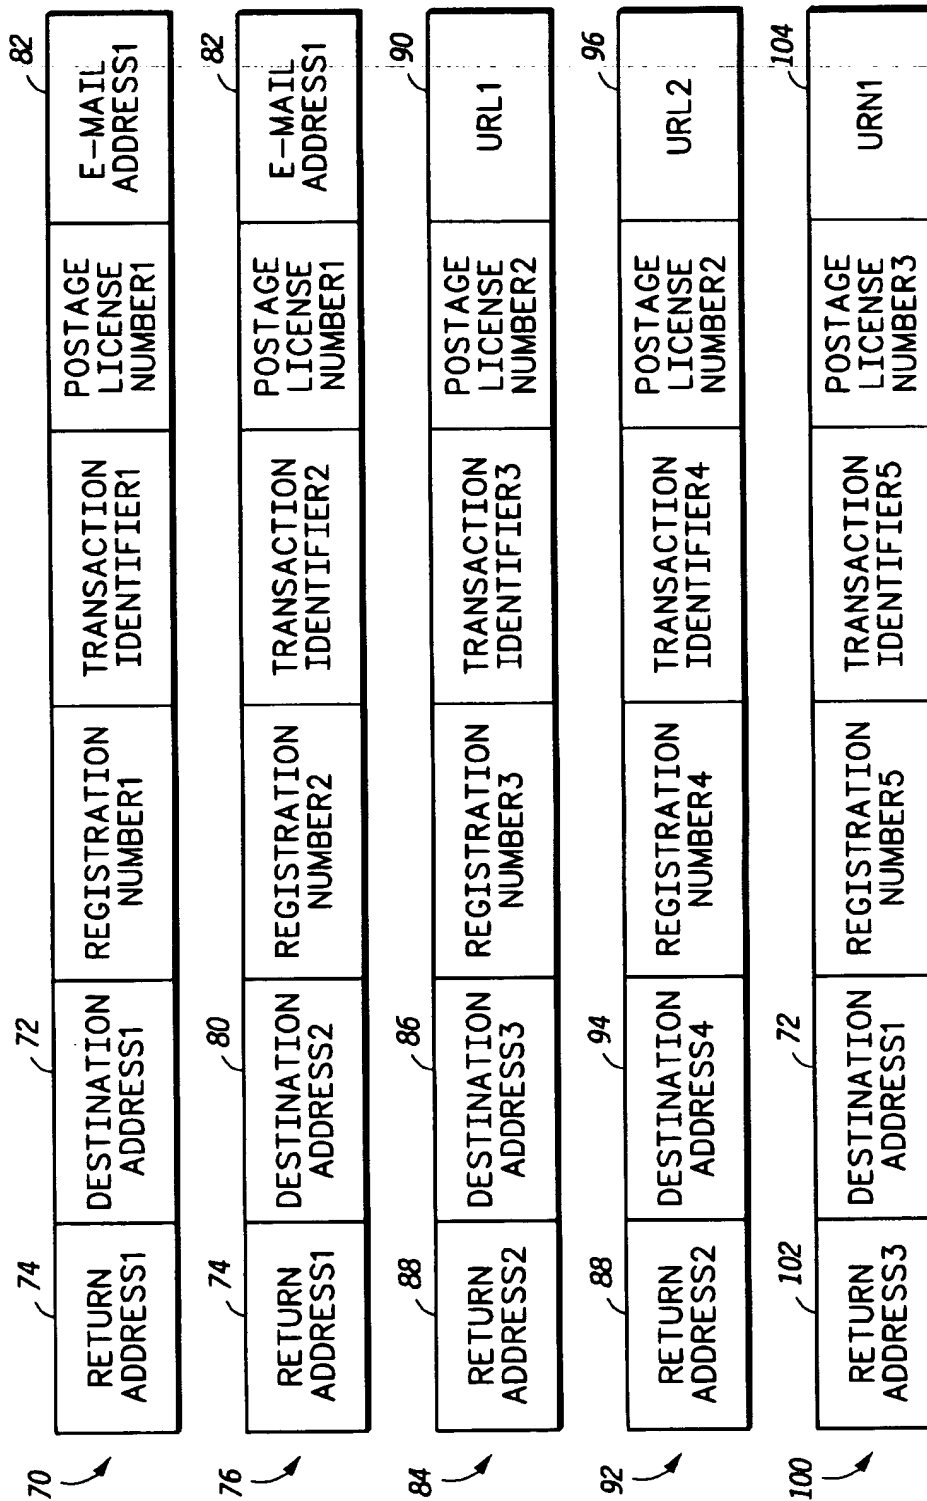 70
74
72
82
RETURN
ADDRESS1
DESTINATION
ADDRESS1
REGISTRATION
NUMBER1
TRANSACTION
IDENTIFIER1
POSTAGE
LICENSE
NUMBER1
E-MAIL
ADDRESS1
76
74
80
82
RETURN
ADDRESS1
DESTINATION
ADDRESS2
REGISTRATION
NUMBER2
TRANSACTION
IDENTIFIER2
POSTAGE
LICENSE
NUMBER1
E-MAIL
ADDRESS1
84
88
86
90
RETURN
ADDRESS2
DESTINATION
ADDRESS3
REGISTRATION
NUMBER3
TRANSACTION
IDENTIFIER3
POSTAGE
LICENSE
NUMBER2
URL1
92
88
94
96
RETURN
ADDRESS2
DESTINATION
ADDRESS4
REGISTRATION
NUMBER4
TRANSACTION
IDENTIFIER4
POSTAGE
LICENSE
NUMBER2
URL2
100
102
72
104
RETURN
ADDRESS3
DESTINATION
ADDRESS1
REGISTRATION
NUMBER5
TRANSACTION
IDENTIFIER5
POSTAGE
LICENSE
NUMBER3
URN1